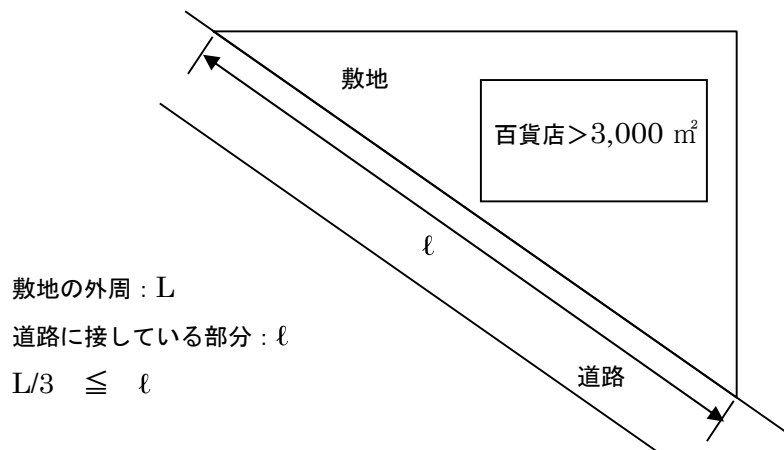 敷地
百貨店＞3,000 ㎡
ℓ
敷地の外周：L
道路に接している部分：ℓ
L/3　≦　ℓ
道路